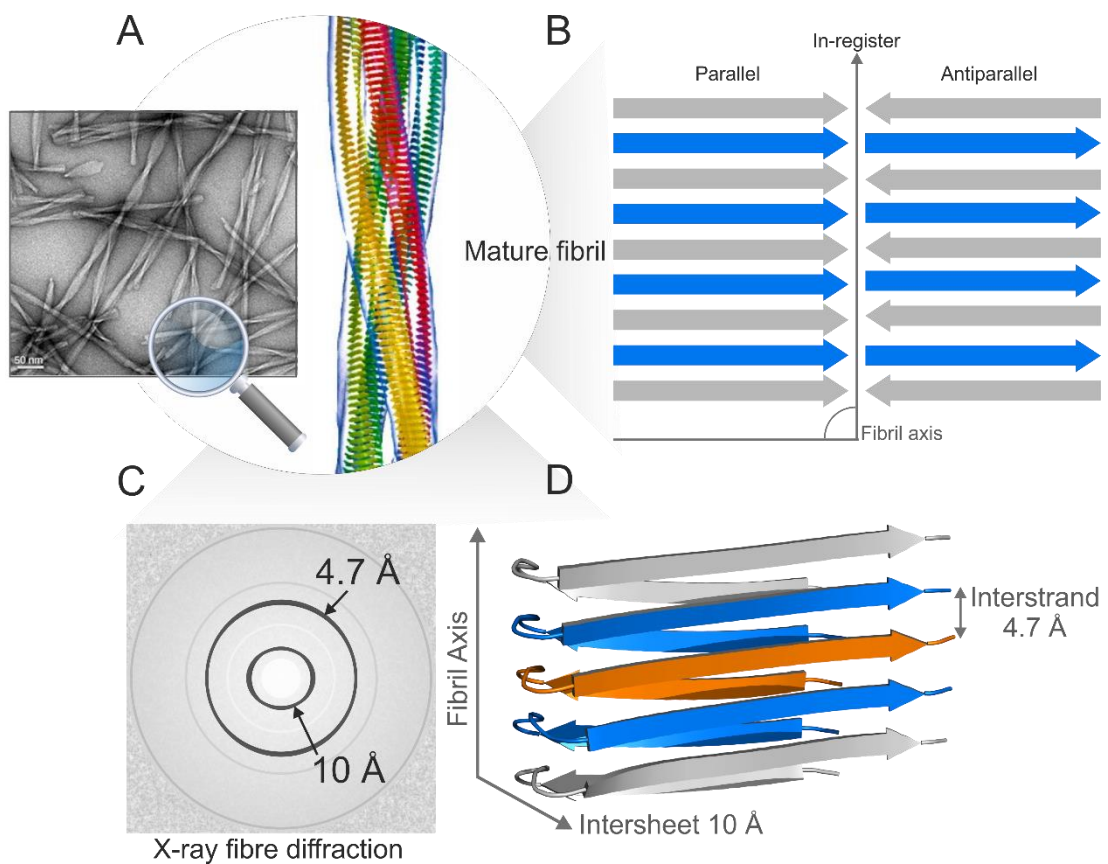 A
50 nm
Mature fibril
B
In-register
Parallel
Antiparallel
Fibril axis
C
4.7 Å
10 Å
X-ray fibre diffraction
D
Fibril Axis
Interstrand
4.7 Å
Intersheet 10 Å